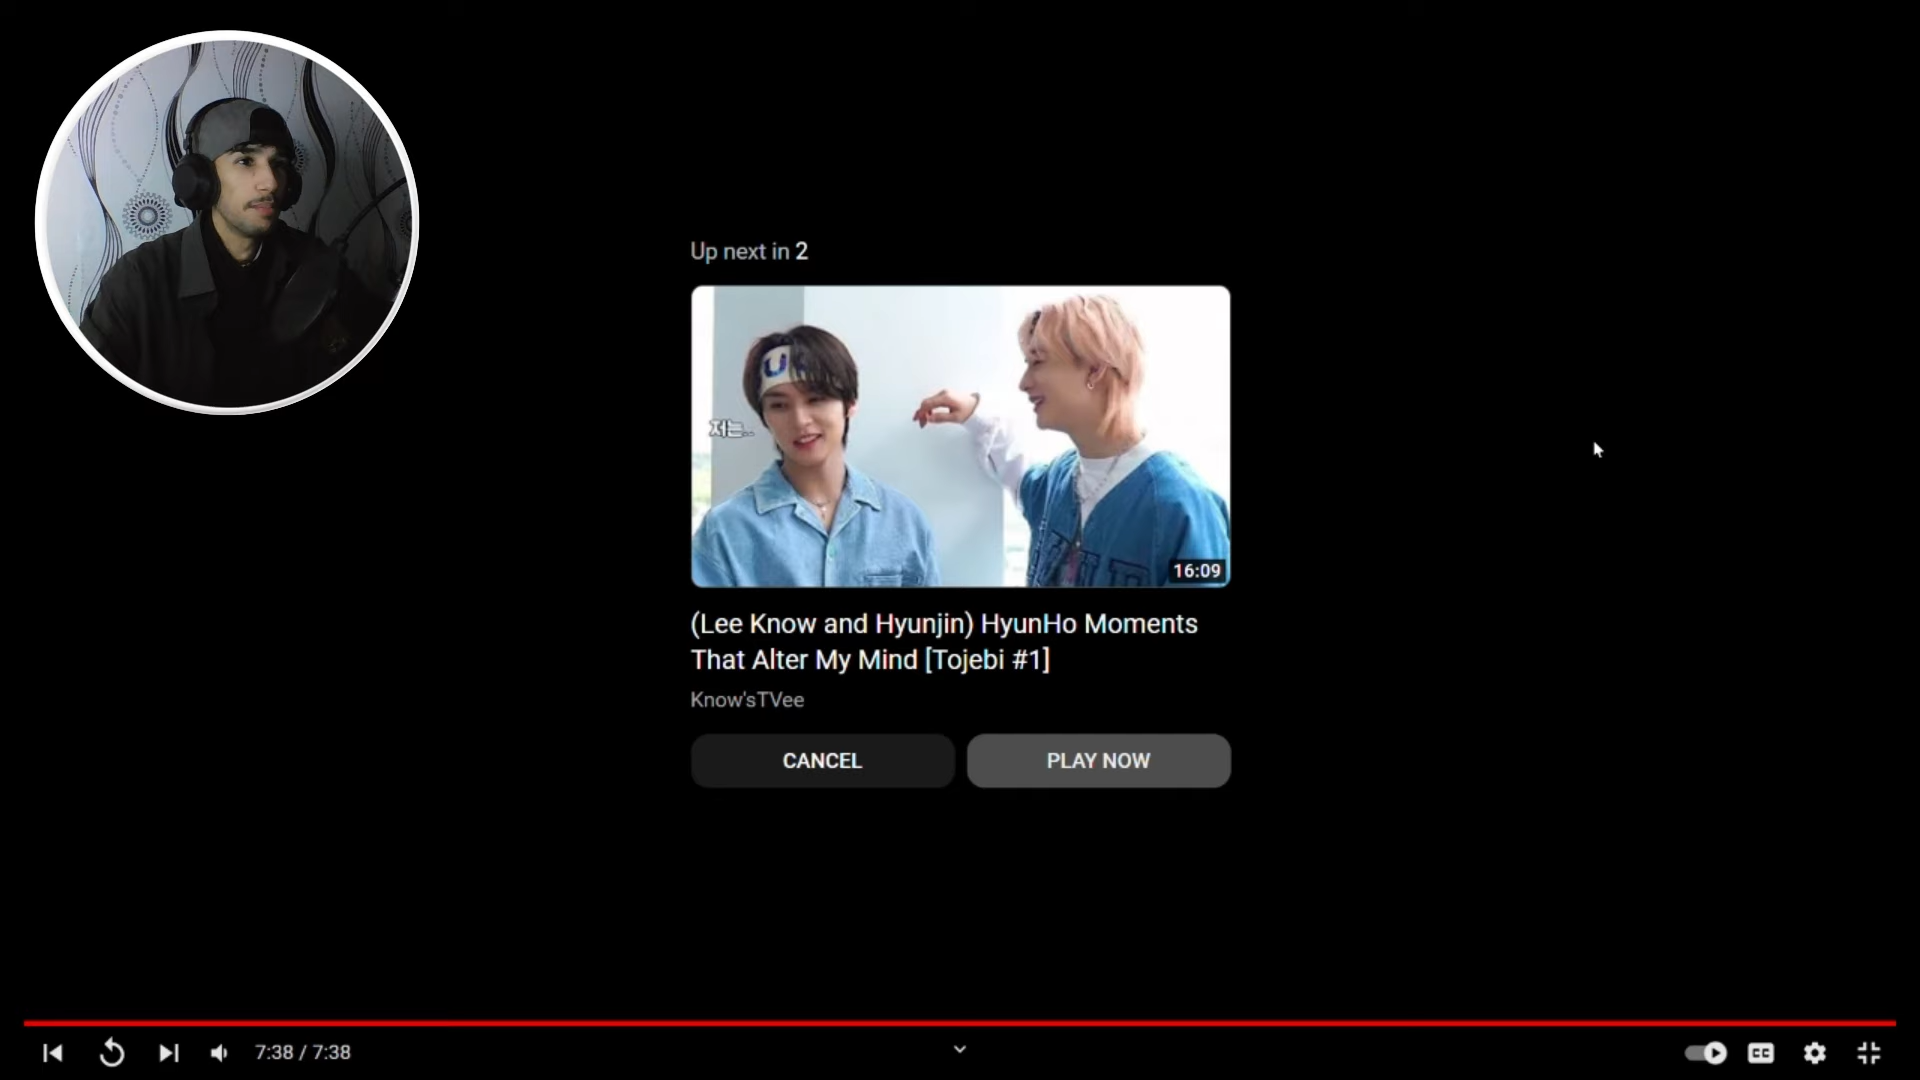 Up next in 2
저는...
16:09
(Lee Know and Hyunjin) HyunHo Moments
That Alter My Mind [Tojebi #1]
Know'sTVee
CANCEL
PLAY NOW
7:38 / 7:38
CC